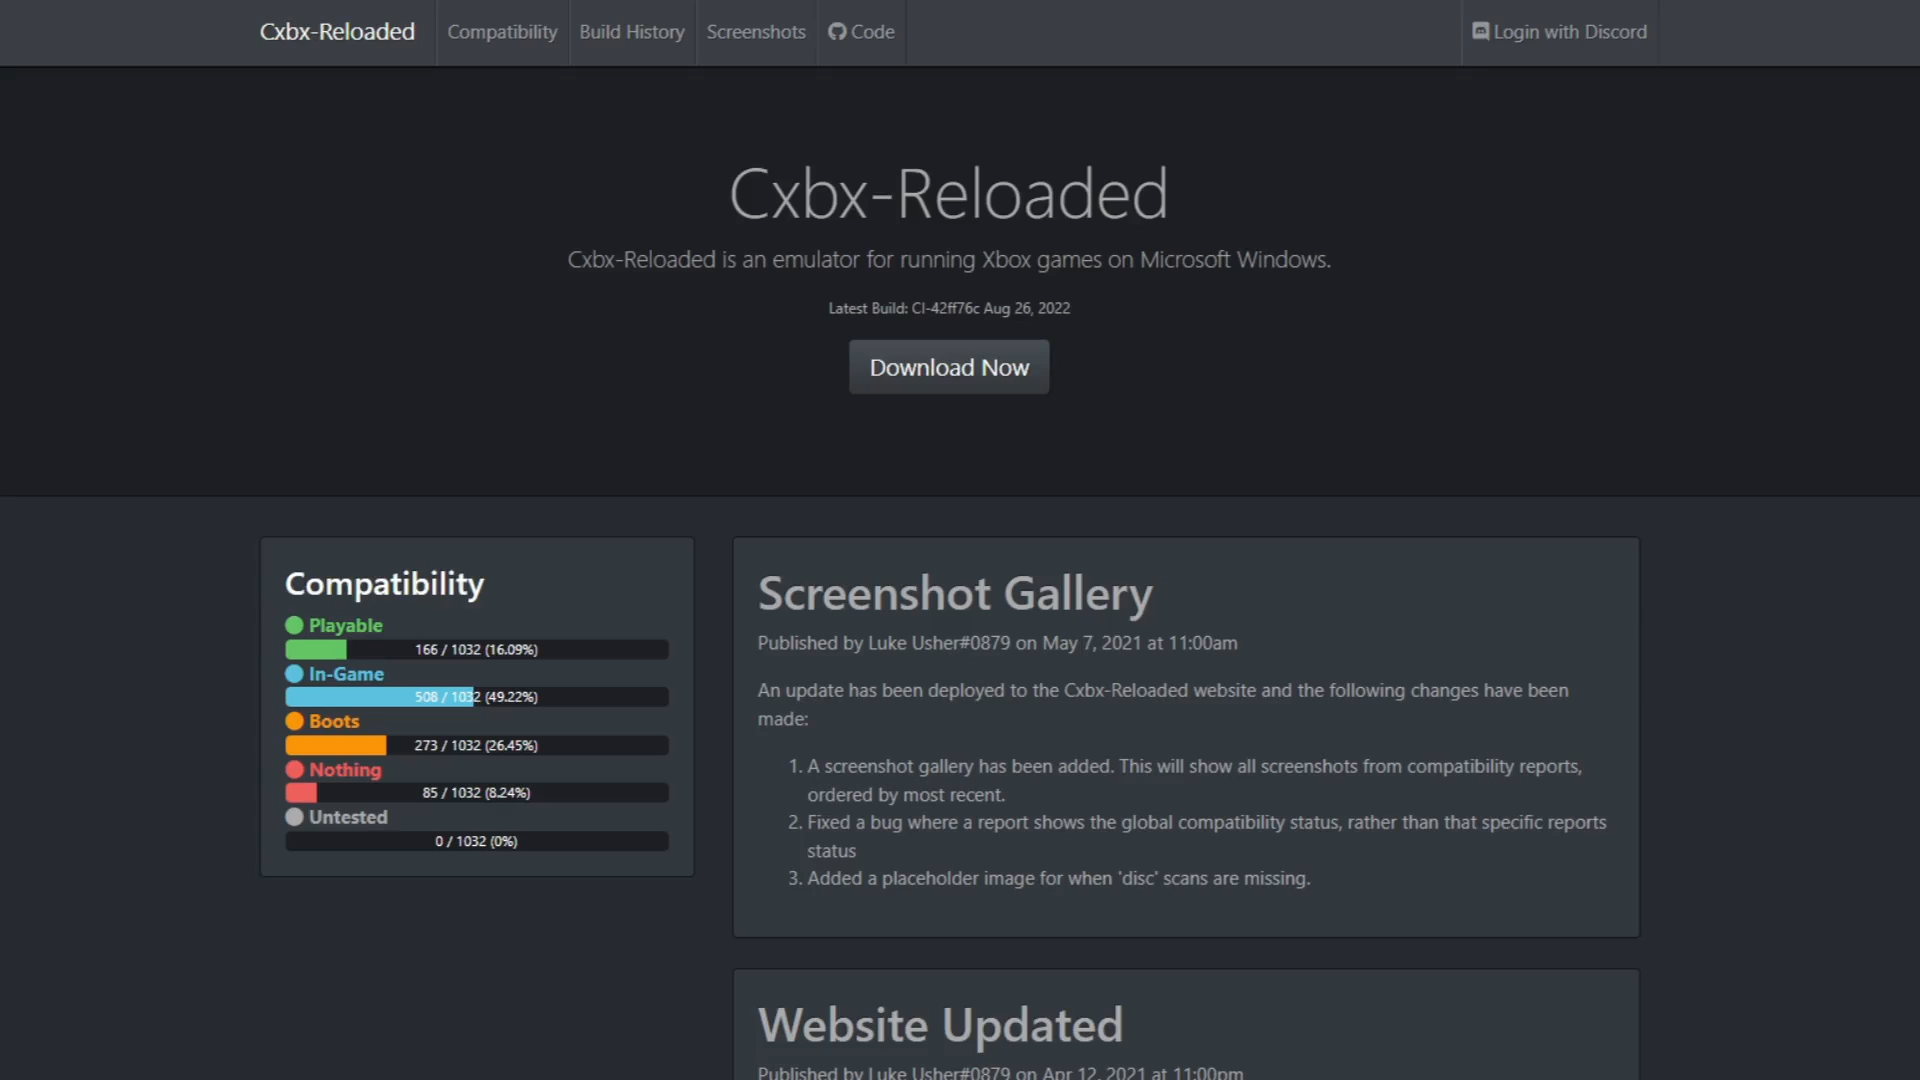 Cxbx-Reloaded
Compatibility
Build History
Screenshots
Code
Login with Discord
Cxbx-Reloaded
Cxbx-Reloaded is an emulator for running Xbox games on Microsoft Windows.
Latest Build: CI-42ff76c Aug 26, 2022
Download Now
Compatibility
Playable
166 / 1032 (16.09%)
In-Game
508 / 1032 (49.22%)
Boots
273 / 1032 (26.45%)
Nothing
85 / 1032 (8.24%)
Untested
0 / 1032 (0%)
Screenshot Gallery
Published by Luke Usher#0879 on May 7, 2021 at 11:00am
An update has been deployed to the Cxbx-Reloaded website and the following changes have been
made:
1. A screenshot gallery has been added. This will show all screenshots from compatibility reports,
ordered by most recent.
2. Fixed a bug where a report shows the global compatibility status, rather than that specific reports
status
3. Added a placeholder image for when 'disc' scans are missing.
Website Updated
Published by Luke Usher#0879 on Apr 12, 2021 at 11:00pm